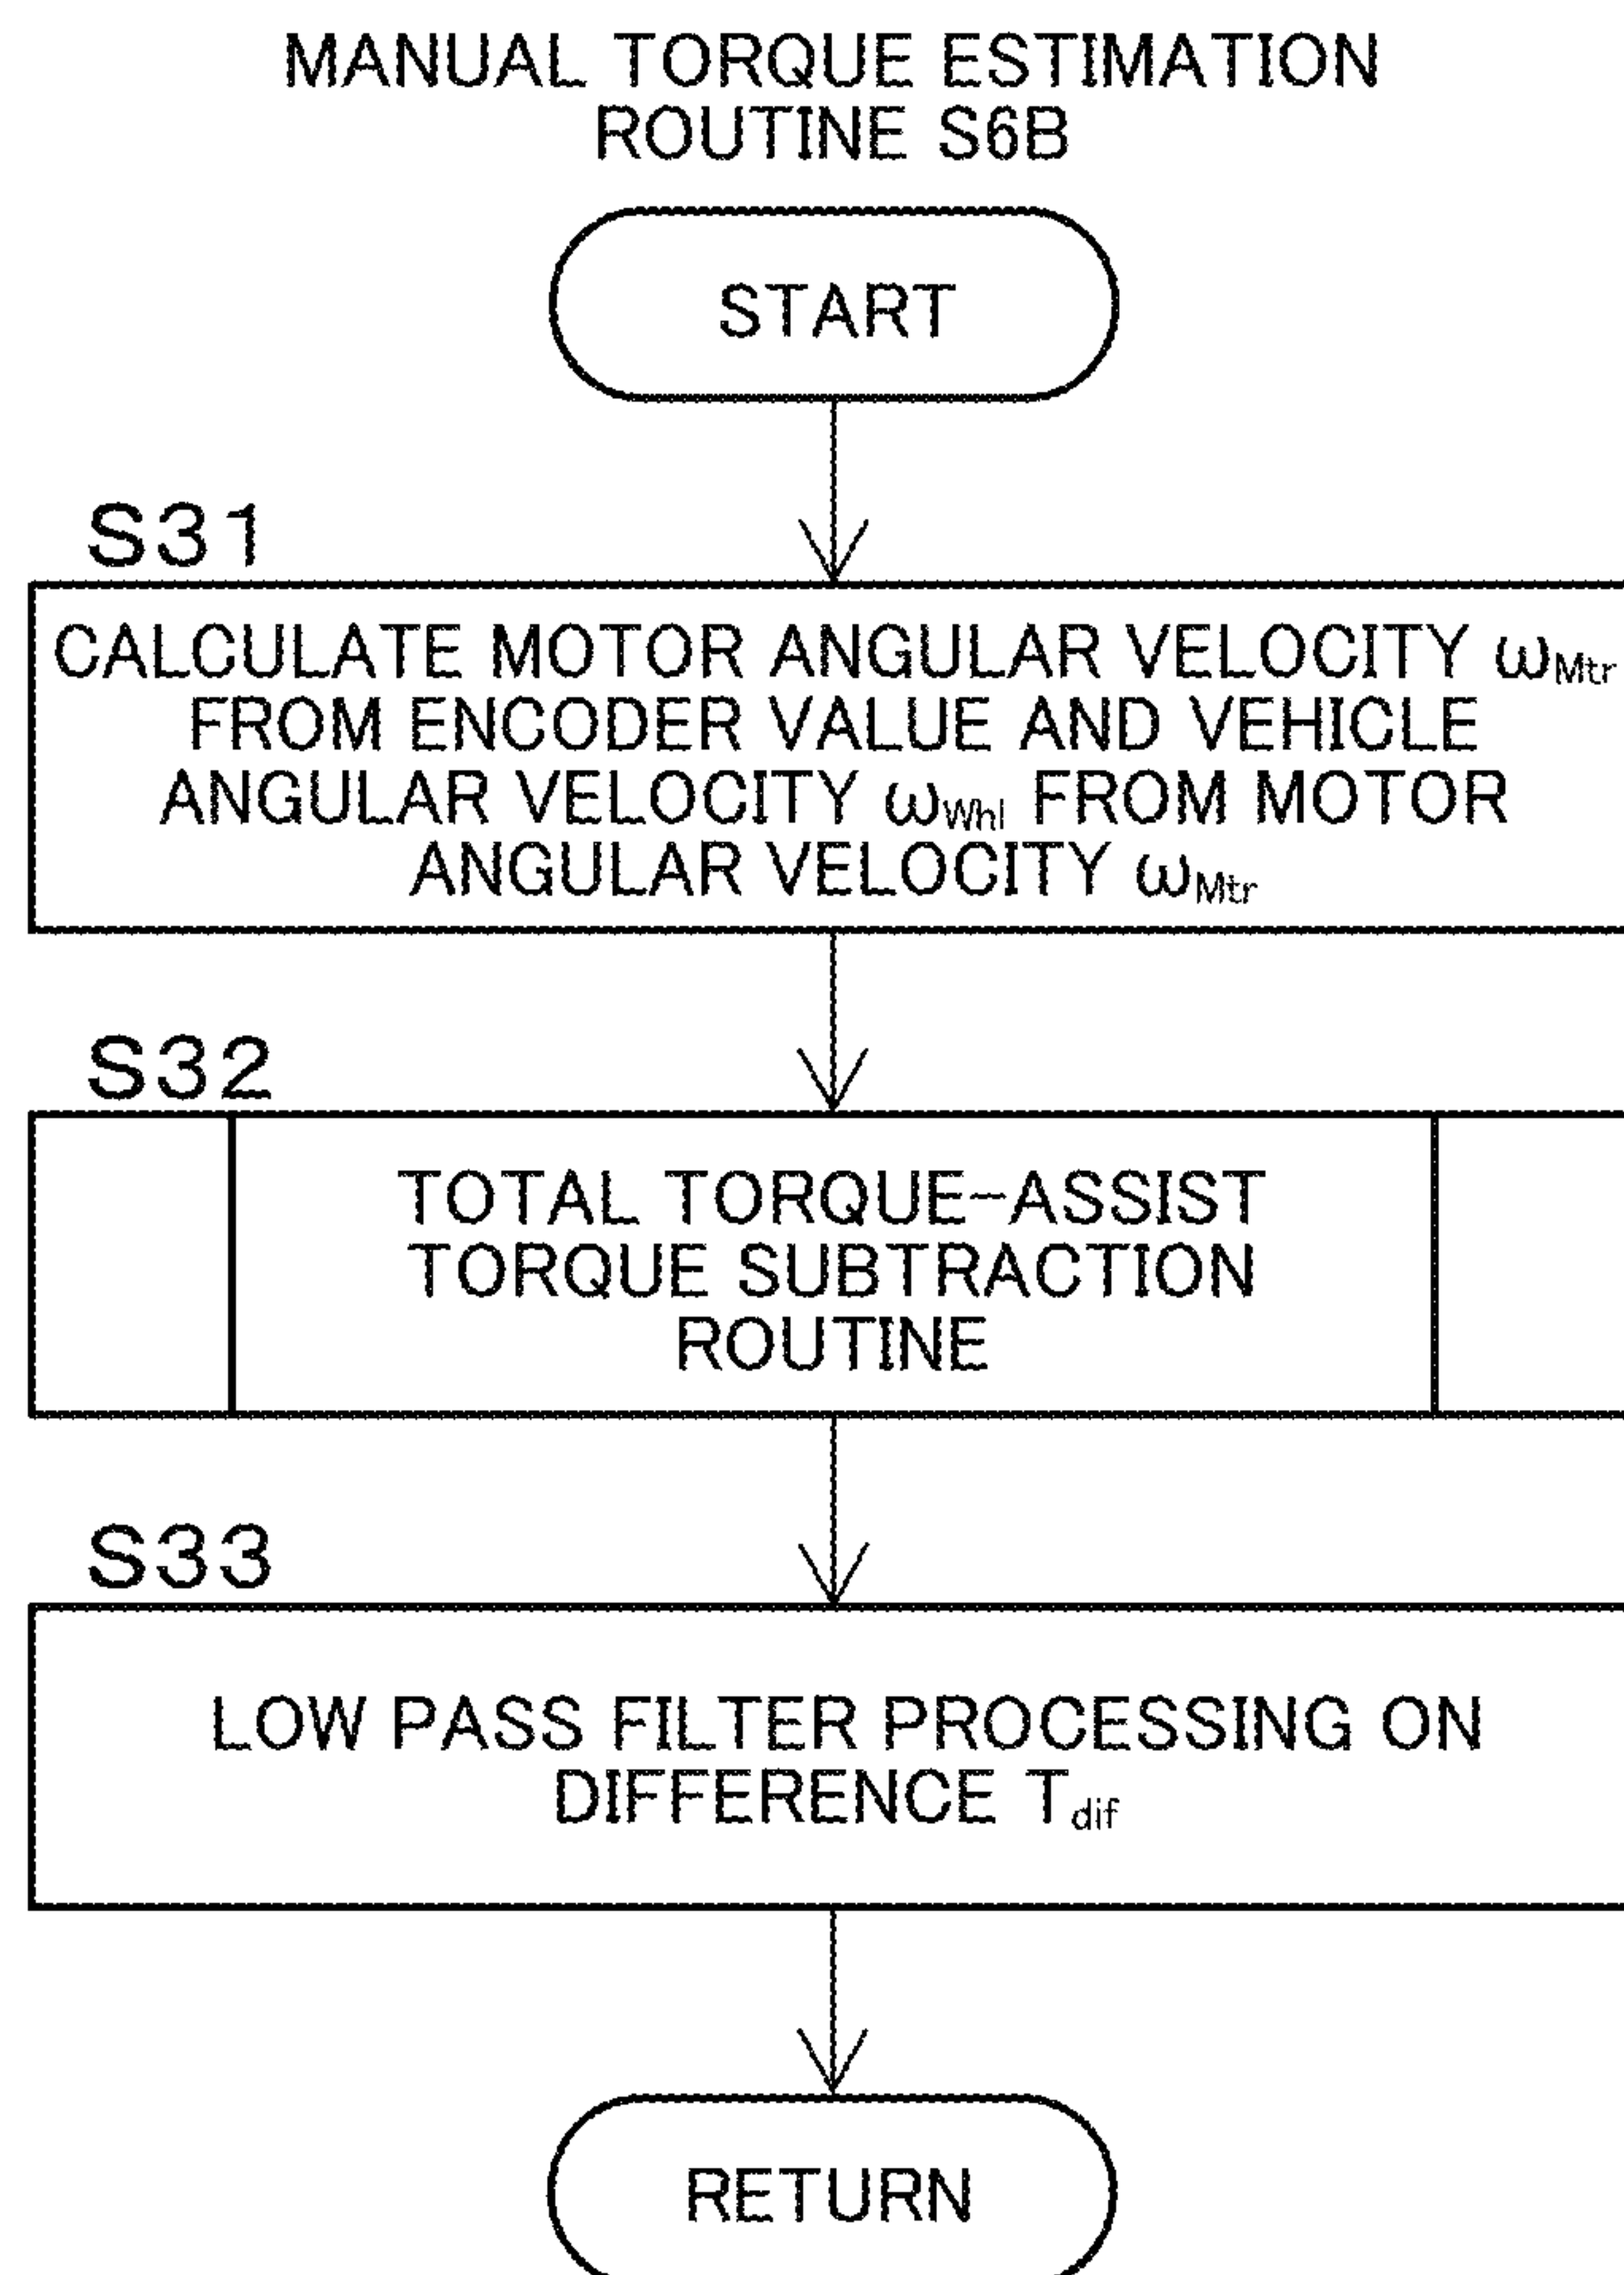 MANUAL TORQUE ESTIMATION
ROUTINE S6B
START
S31
CALCULATE MOTOR ANGULAR VELOCITY ωMtr
FROM ENCODER VALUE AND VEHICLE
ANGULAR VELOCITY ωWhl FROM MOTOR
ANGULAR VELOCITY ωMtr
S32
TOTAL TORQUE-ASSIST
TORQUE SUBTRACTION
ROUTINE
S33
LOW PASS FILTER PROCESSING ON
DIFFERENCE Tdif
RETURN